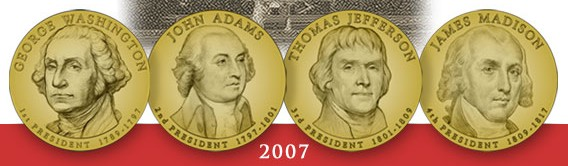 GEORGE WASHINGTON
1st PRESIDENT 1789-1797
JOHN ADAMS
2nd PRESIDENT 1797-1801
THOMAS JEFFERSON
3rd PRESIDENT 1801-1809
JAMES MADISON
4th PRESIDENT 1809-1817
2007